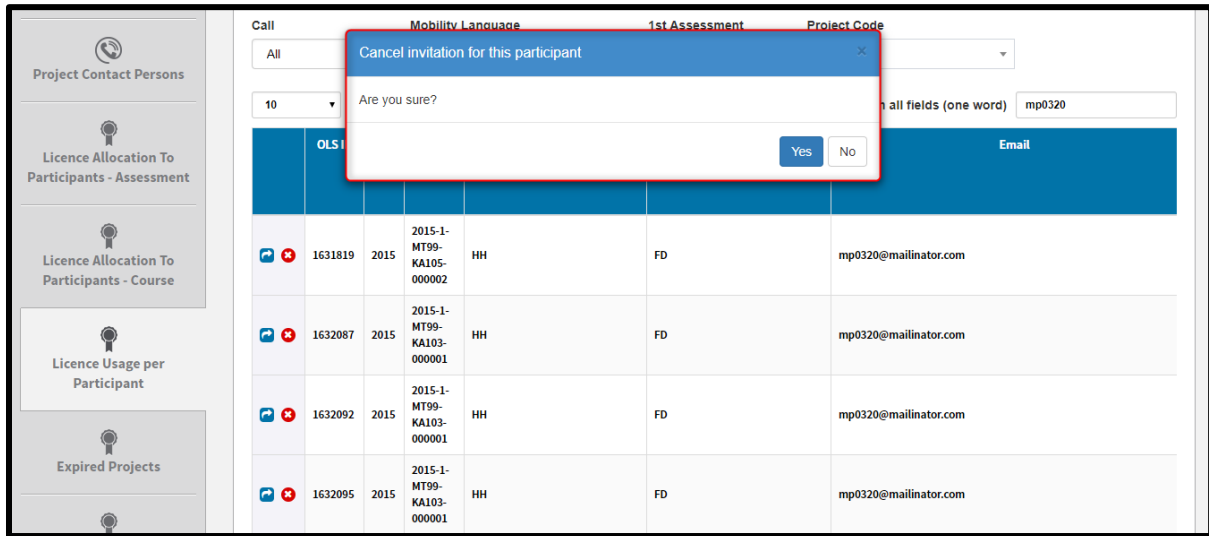 Project Contact Persons
Licence Allocation To
Participants - Assessment
Licence Allocation To
Participants - Course
Licence Usage per
Participant
Expired Projects
Call
Mobility Language
1st Assessment
Project Code
All
Cancel invitation for this participant
×
Are you sure?
Yes
No
10
all fields (one word)
mp0320
OLS
Email
1631819
2015
2015-1-
MT99-
KA105-
000002
HH
FD
mp0320@mailinator.com
1632087
2015
2015-1-
MT99-
KA103-
000001
HH
FD
mp0320@mailinator.com
1632092
2015
2015-1-
MT99-
KA103-
000001
HH
FD
mp0320@mailinator.com
1632095
2015
2015-1-
MT99-
KA103-
000001
HH
FD
mp0320@mailinator.com